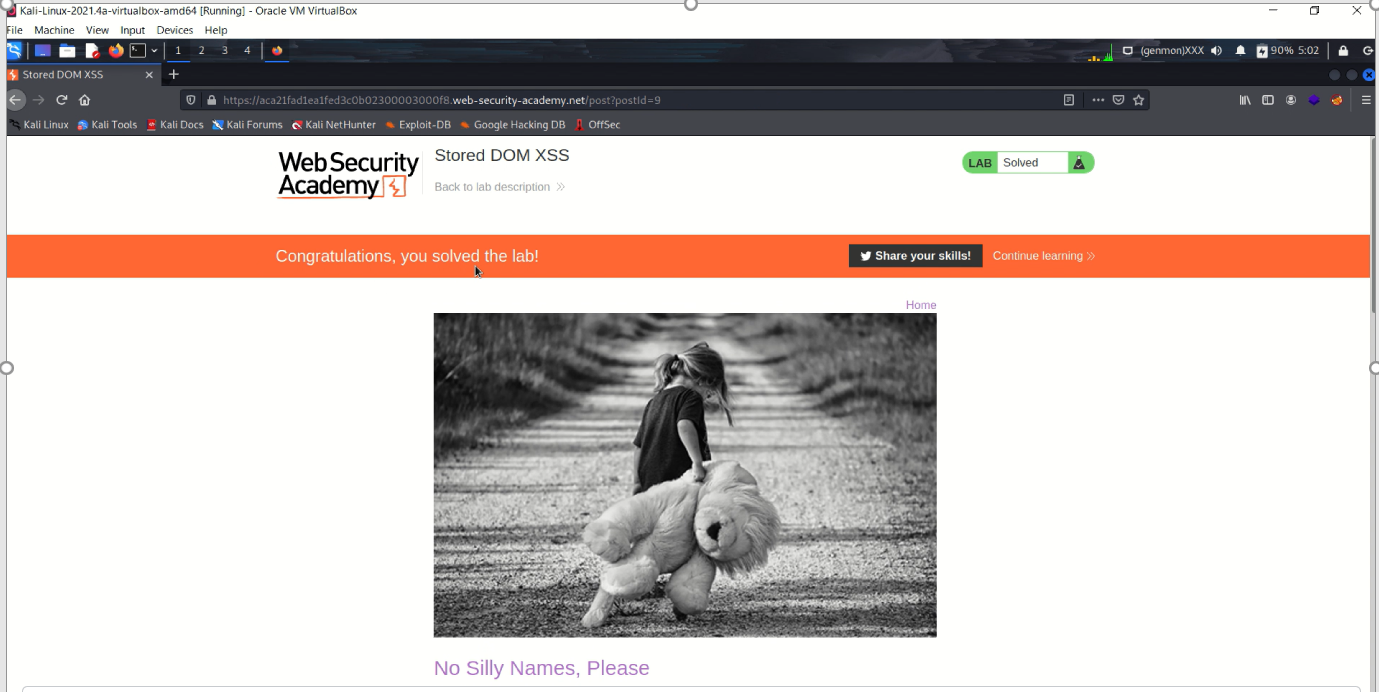 Kali-Linux-2021.4a-virtualbox-amd64 [Running] - Oracle VM VirtualBox
File Machine View Input Devices Help
1 2 3 4 (genmon)XXX 90% 5:02
Stored DOM XSS
https://aca21fad1ea1fed3c0b02300003000f8.web-security-academy.net/post?postId=9
Kali Linux Kali Tools Kali Docs Kali Forums Kali NetHunter Exploit-DB Google Hacking DB OffSec
Web Security
Academy
Stored DOM XSS
Back to lab description
LAB Solved
Congratulations, you solved the lab! Share your skills! Continue learning
Home
No Silly Names, Please